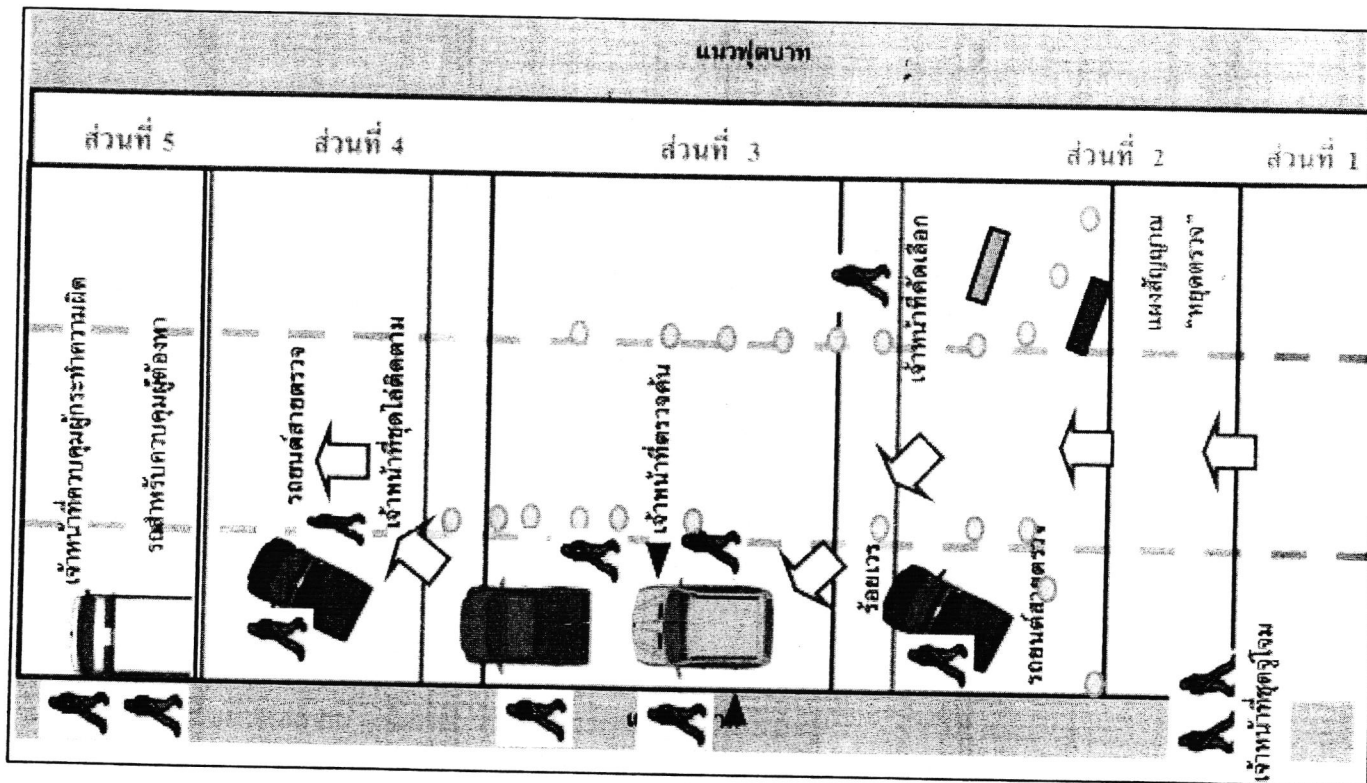 แนวฟุตบาท
ส่วนที่ 5
ส่วนที่ 4
ส่วนที่ 3
ส่วนที่ 2
ส่วนที่ 1
เจ้าหน้าที่ควบคุมผู้กระทำความผิด
รถสำหรับควบคุมผู้ต้องหา
รถยนต์สายตรวจ
เจ้าหน้าที่ชุดไล่ติดตาม
เจ้าหน้าที่ตรวจค้น
เจ้าหน้าที่คัดเลือก
แผงสัญญาณ
“หยุดตรวจ”
ร้อยเวร
รถยนต์สายตรวจ
เจ้าหน้าที่ชุดจู่โจม